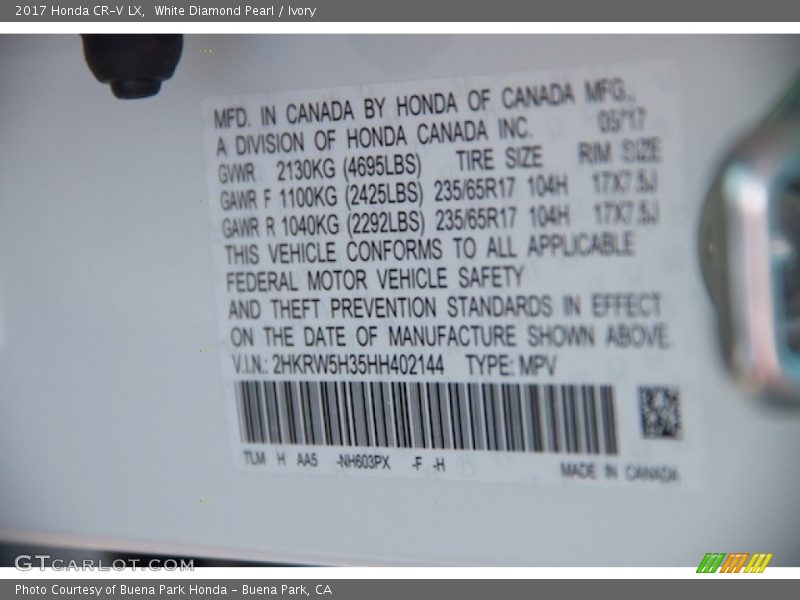 2017 Honda CR-V LX,  White Diamond Pearl / Ivory
MFD. IN CANADA BY HONDA OF CANADA MFG.,
A DIVISION OF HONDA CANADA INC. 05/17
GVWR 2130KG (4695LBS) TIRE SIZE RIM SIZE
GAWR F 1100KG (2425LBS) 235/65R17 104H 17X7.5J
GAWR R 1040KG (2292LBS) 235/65R17 104H 17X7.5J
THIS VEHICLE CONFORMS TO ALL APPLICABLE
FEDERAL MOTOR VEHICLE SAFETY
AND THEFT PREVENTION STANDARDS IN EFFECT
ON THE DATE OF MANUFACTURE SHOWN ABOVE.
V.I.N.: 2HKRW5H35HH402144 TYPE: MPV
TLM H AA5 -NH603PX -F -H
MADE IN CANADA
GTCARLOT.COM
Photo Courtesy of Buena Park Honda - Buena Park, CA